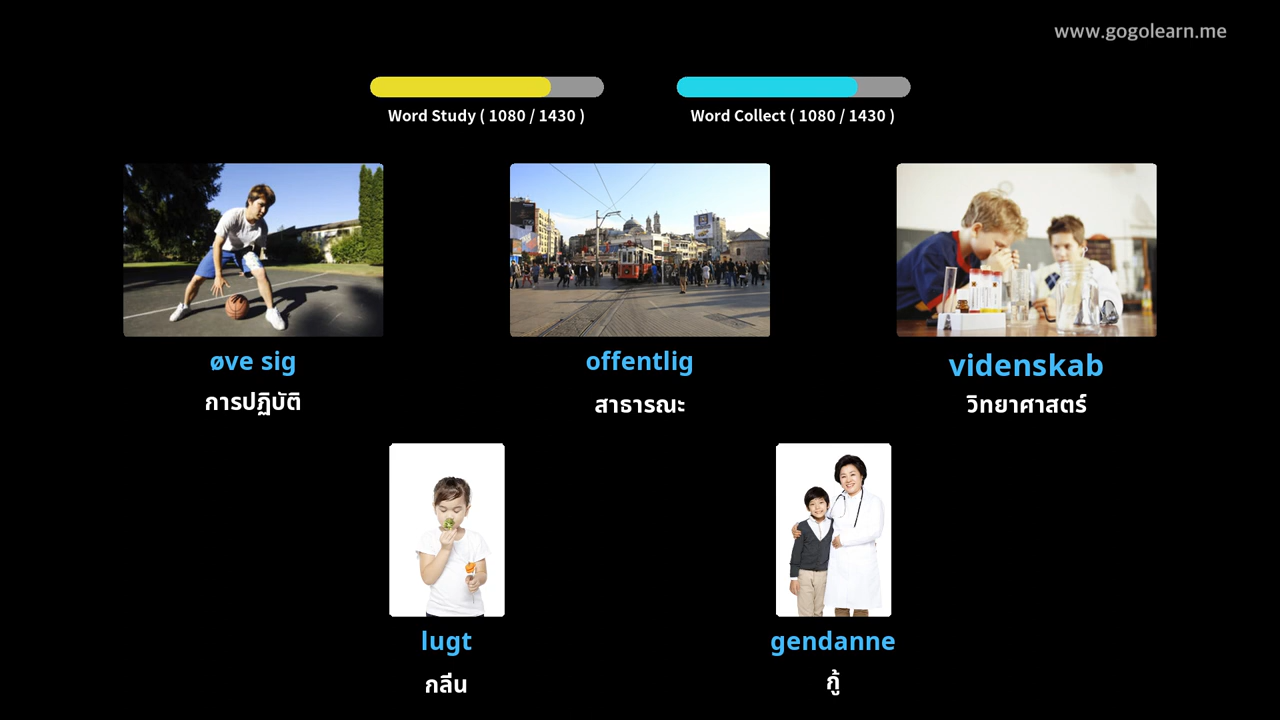 www.gogolearn.me
Word Study ( 1080 / 1430 )
Word Collect ( 1080 / 1430 )
øve sig
offentlig
videnskab
การปฏิบัติ
สาธารณะ
วิทยาศาสตร์
lugt
gendanne
กลีน
กู้